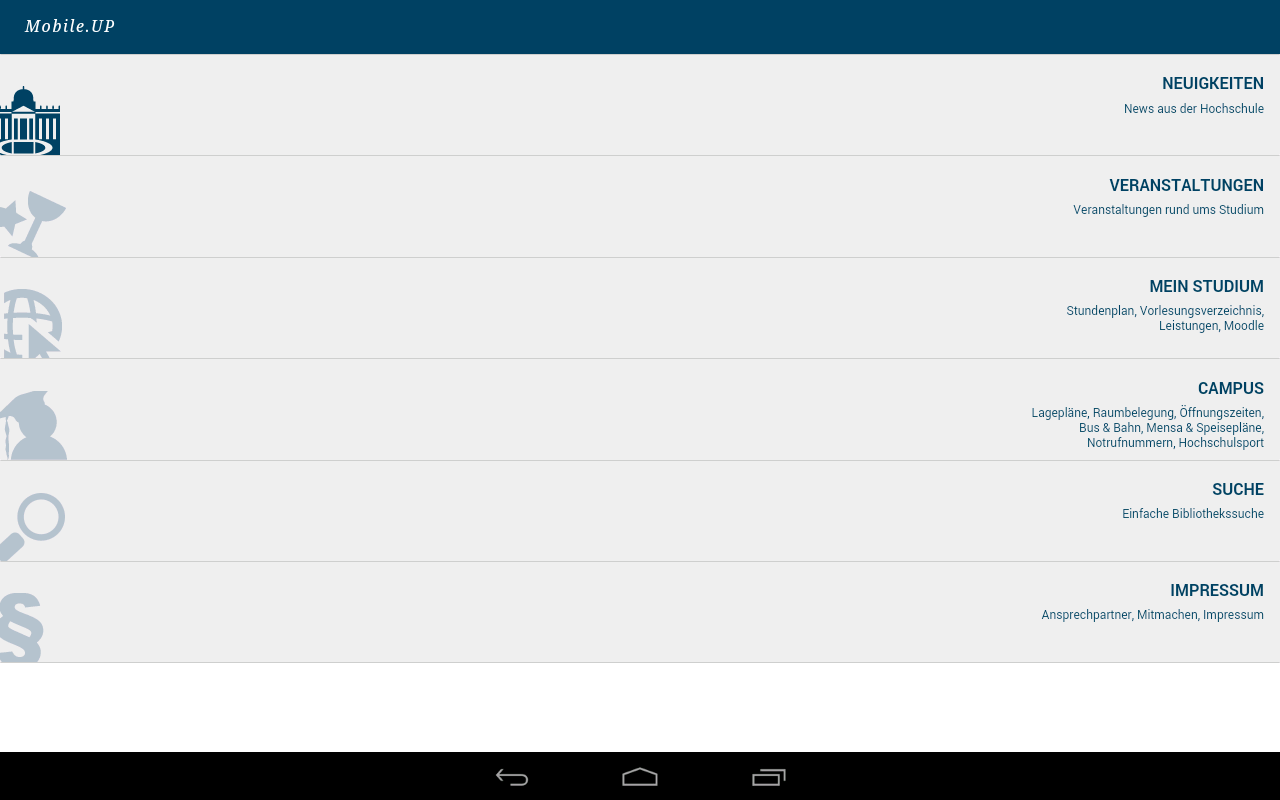 Mobile.UP
NEUIGKEITEN
News aus der Hochschule
VERANSTALTUNGEN
Veranstaltungen rund ums Studium
MEIN STUDIUM
Stundenplan, Vorlesungsverzeichnis,
Leistungen, Moodle
CAMPUS
Lagepläne, Raumbelegung, Öffnungszeiten,
Bus & Bahn, Mensa & Speisepläne,
Notrufnummern, Hochschulsport
SUCHE
Einfache Bibliothekssuche
§
IMPRESSUM
Ansprechpartner, Mitmachen, Impressum